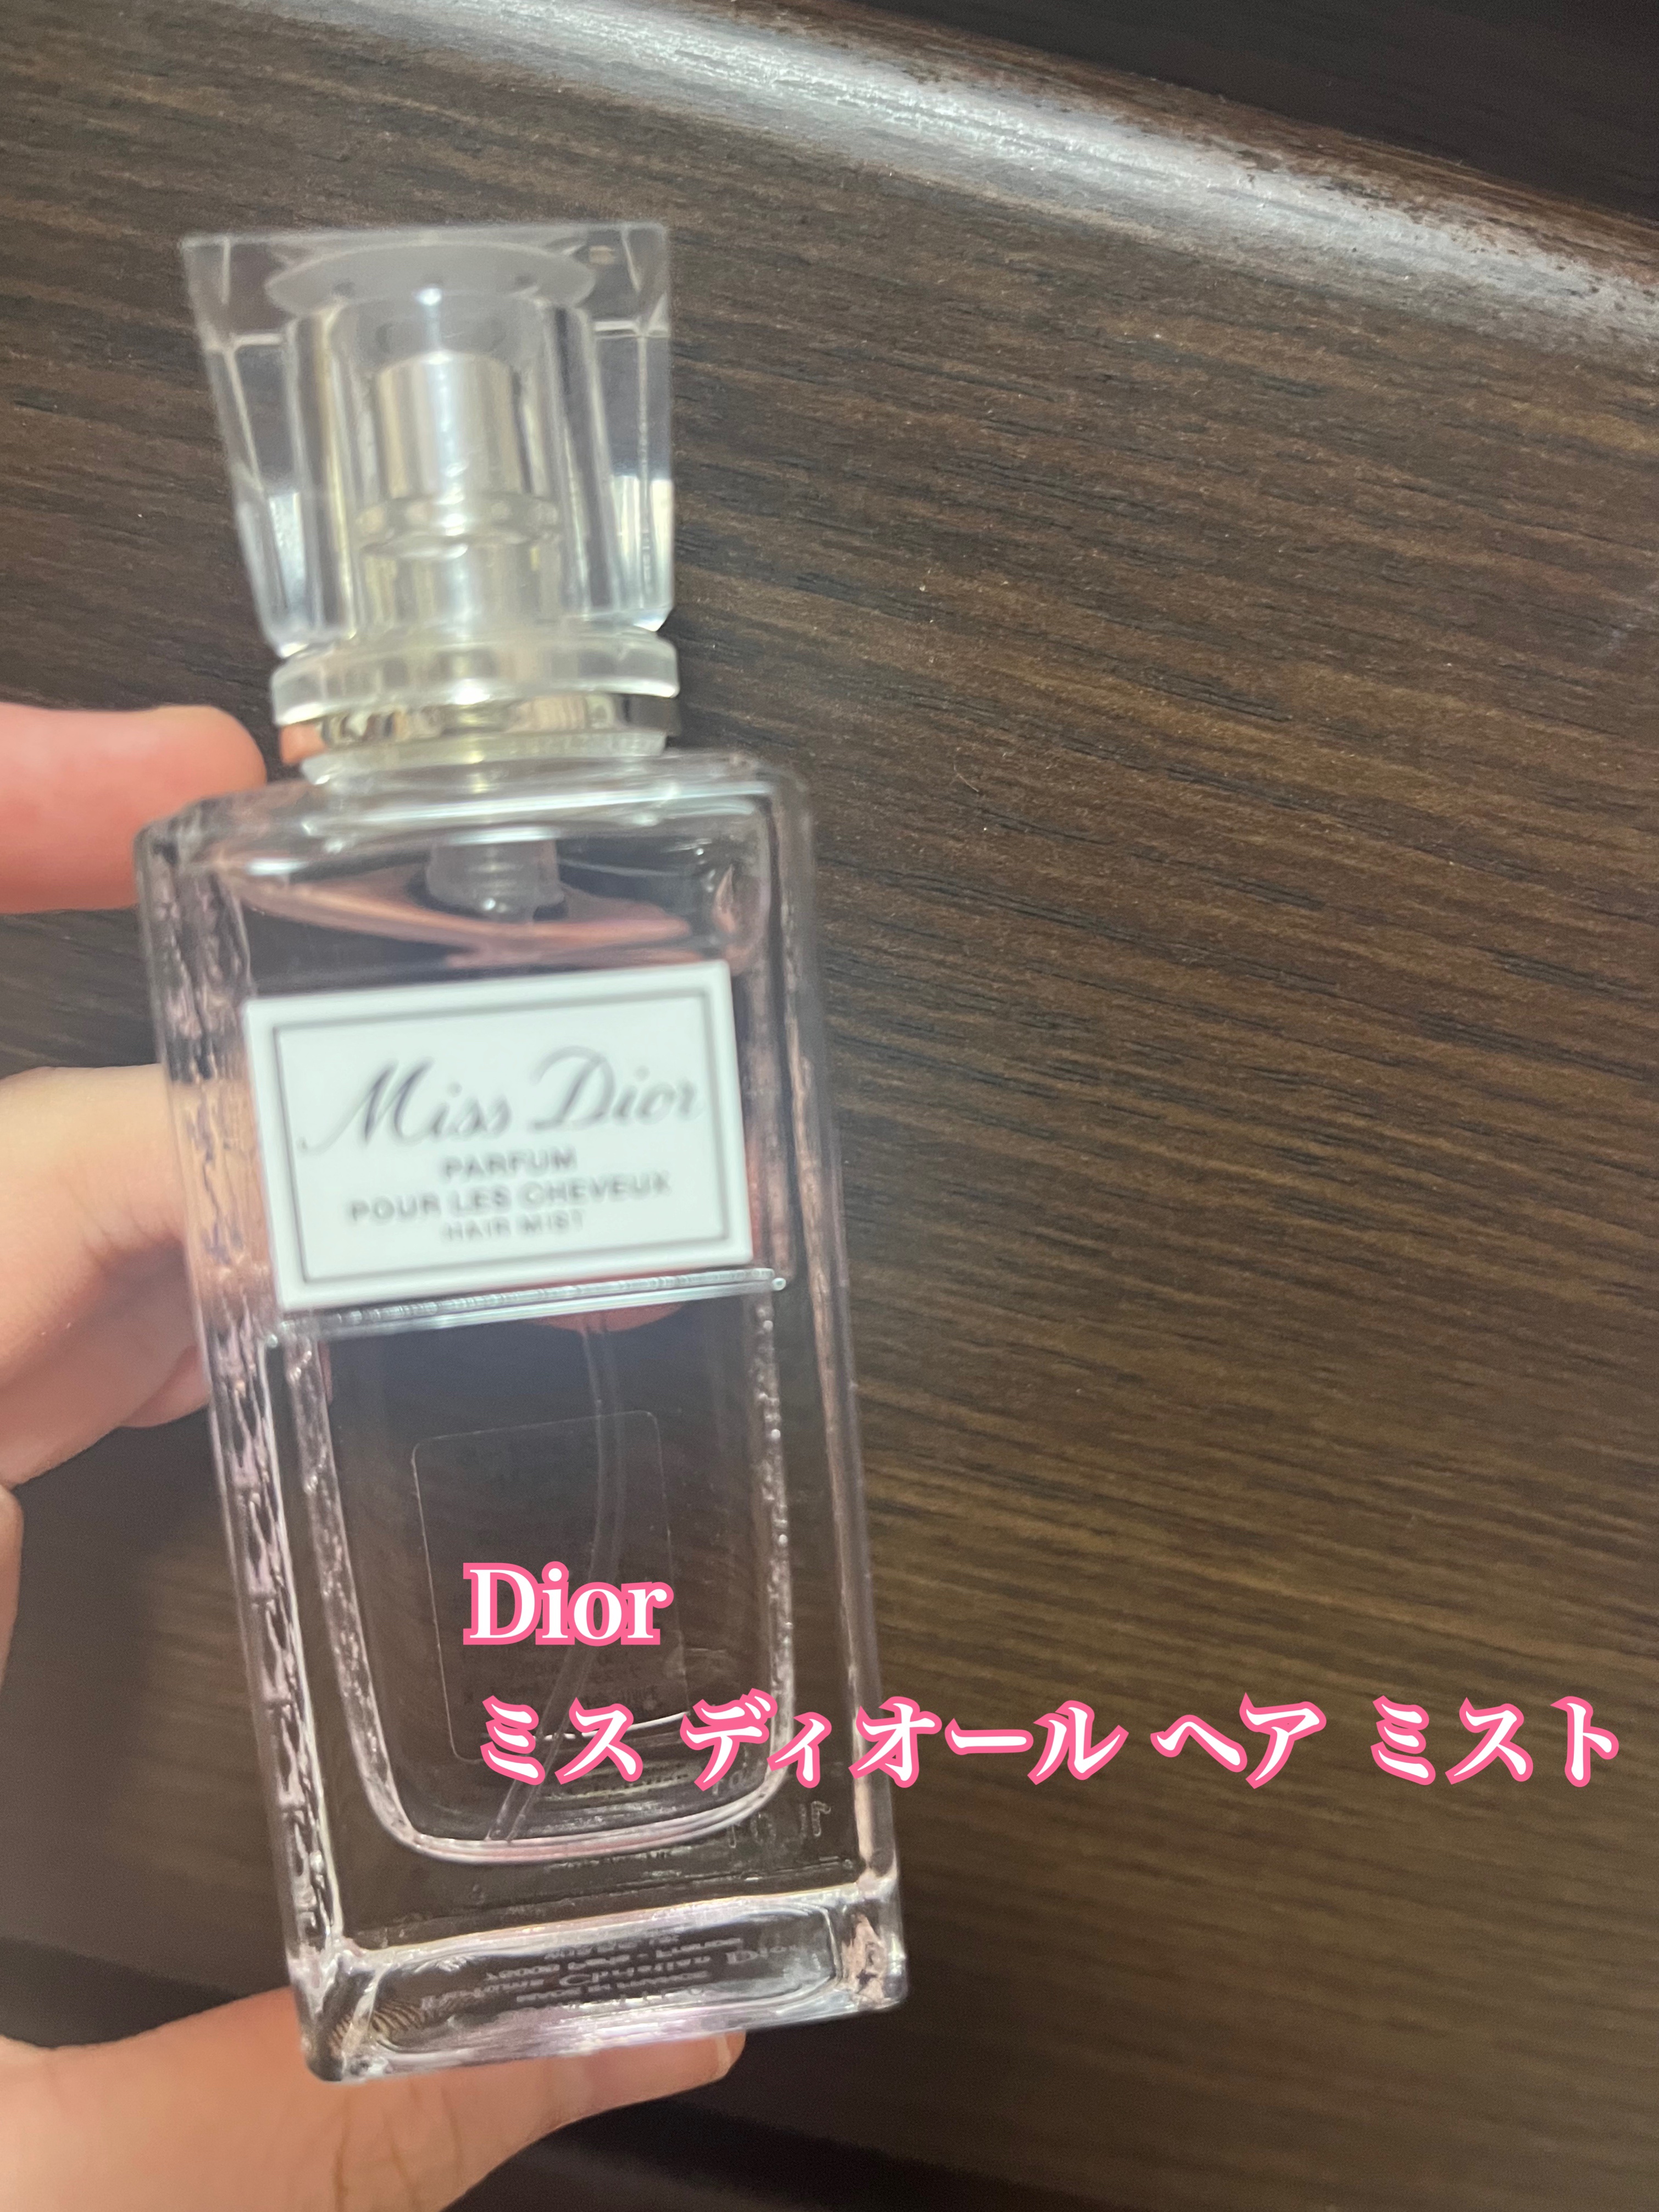 Miss Dior
PARFUM
POUR LES CHEVEUX
HAIR MIST
Dior
ミス ディオール ヘア ミスト